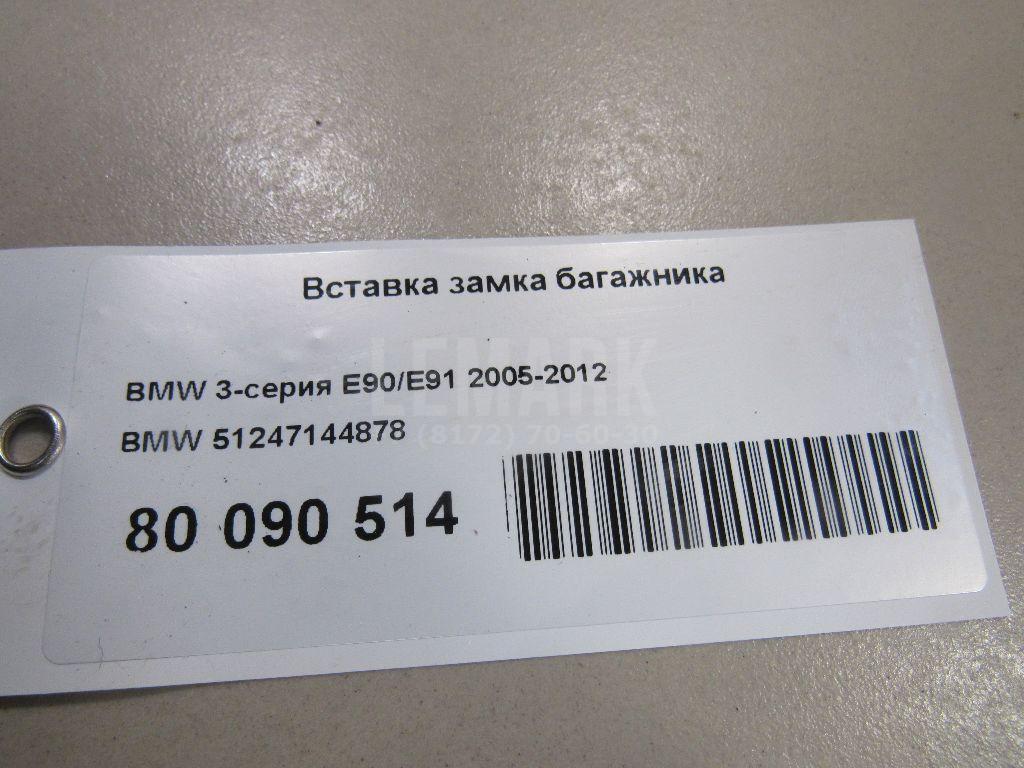 Вставка замка багажника
LEMARK
BMW 3-серия E90/E91 2005-2012
(8172) 70-60-30
BMW 51247144878
80 090 514